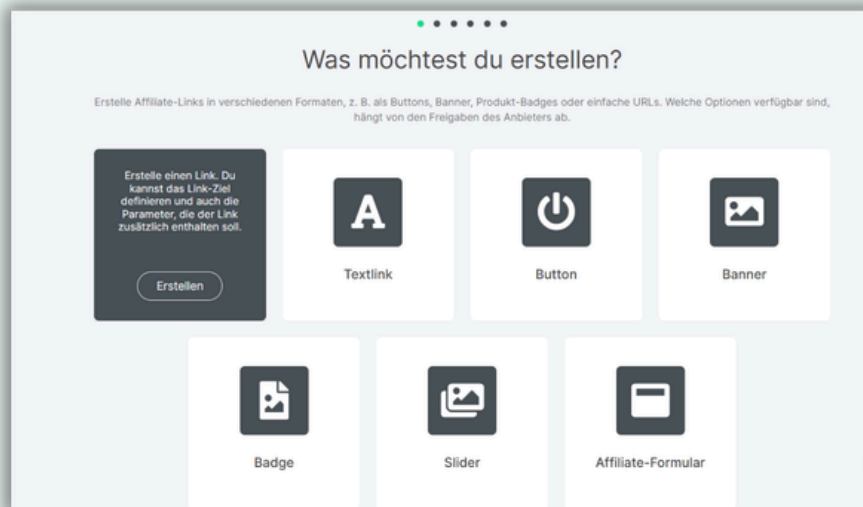 Was möchtest du erstellen?
Erstelle Affiliate-Links in verschiedenen Formaten, z. B. als Buttons, Banner, Produkt-Badges oder einfache URLs. Welche Optionen verfügbar sind,
hängt von den Freigaben des Anbieters ab.
Erstelle einen Link. Du
kannst das Link-Ziel
definieren und auch die
Parameter, die der Link
zusätzlich enthalten soll.
Erstellen
Textlink
Button
Banner
Badge
Slider
Affiliate-Formular